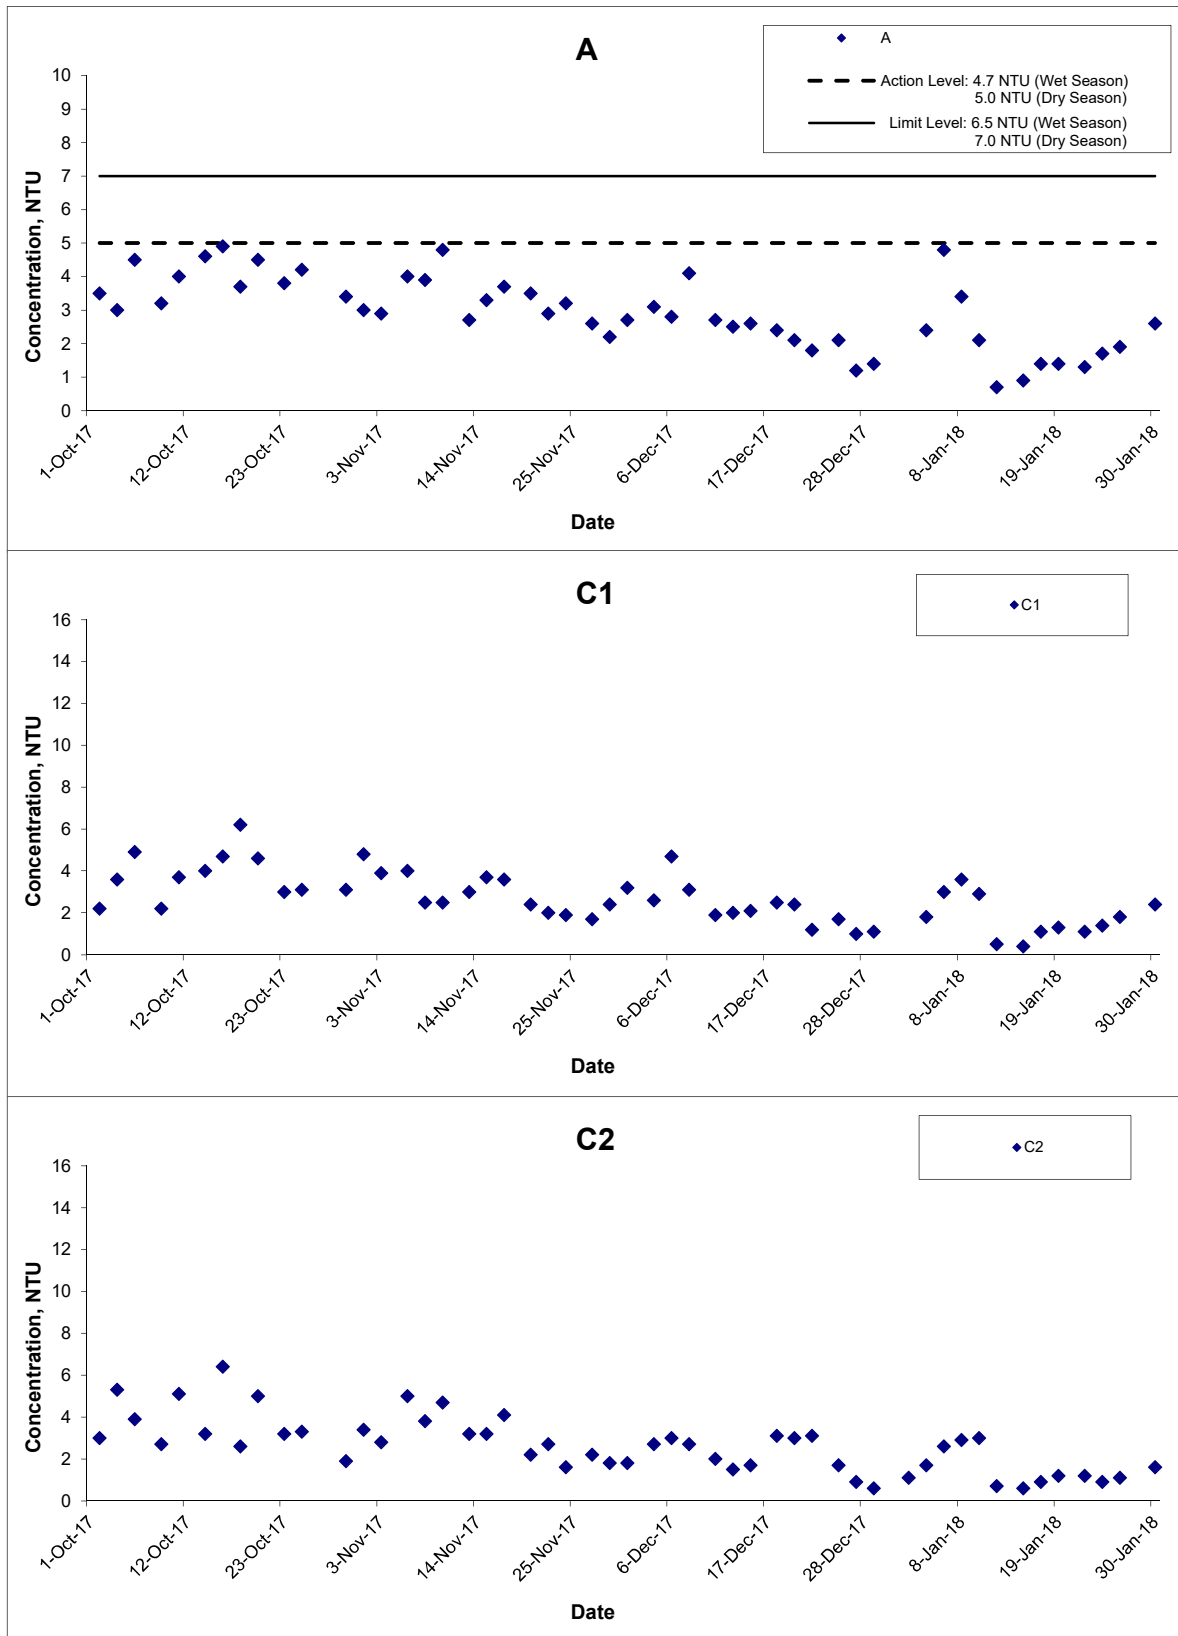 A
A
Action Level: 4.7 NTU (Wet Season)
5.0 NTU (Dry Season)
Limit Level: 6.5 NTU (Wet Season)
7.0 NTU (Dry Season)
Concentration, NTU
10
9
8
7
6
5
4
3
2
1
0
1-Oct-17
12-Oct-17
23-Oct-17
3-Nov-17
14-Nov-17
25-Nov-17
6-Dec-17
17-Dec-17
28-Dec-17
8-Jan-18
19-Jan-18
30-Jan-18
Date
C1
C1
Concentration, NTU
16
14
12
10
8
6
4
2
0
1-Oct-17
12-Oct-17
23-Oct-17
3-Nov-17
14-Nov-17
25-Nov-17
6-Dec-17
17-Dec-17
28-Dec-17
8-Jan-18
19-Jan-18
30-Jan-18
Date
C2
C2
Concentration, NTU
16
14
12
10
8
6
4
2
0
1-Oct-17
12-Oct-17
23-Oct-17
3-Nov-17
14-Nov-17
25-Nov-17
6-Dec-17
17-Dec-17
28-Dec-17
8-Jan-18
19-Jan-18
30-Jan-18
Date